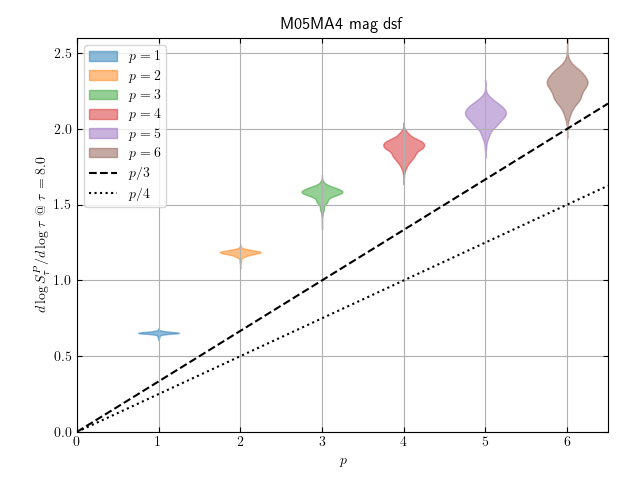 M05MA4 mag dsf
2.5
2.0
1.5
1.0
0.5
0.0
d log S_τ^P / d log τ @ τ = 8.0
p = 1
p = 2
p = 3
p = 4
p = 5
p = 6
p/3
p/4
0 1 2 3 4 5 6
p